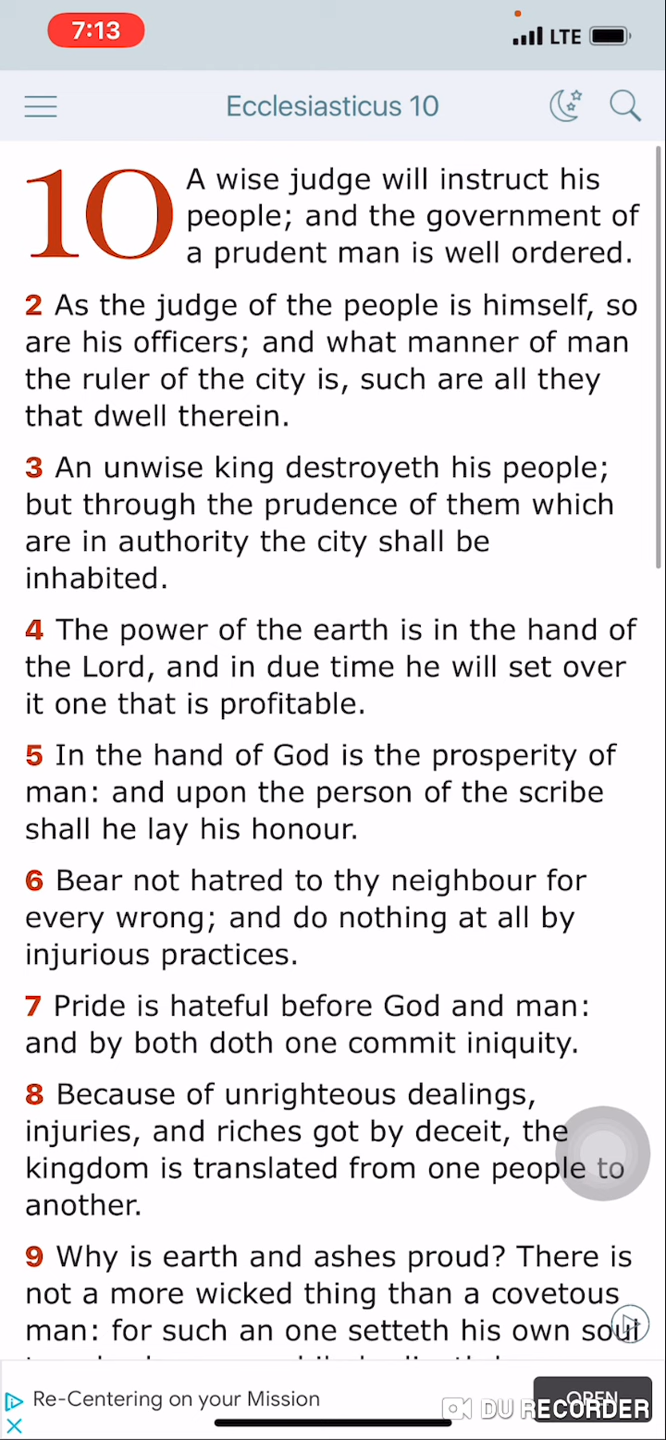 7:13
LTE
Ecclesiasticus 10
10 A wise judge will instruct his
people; and the government of
a prudent man is well ordered.
2 As the judge of the people is himself, so
are his officers; and what manner of man
the ruler of the city is, such are all they
that dwell therein.
3 An unwise king destroyeth his people;
but through the prudence of them which
are in authority the city shall be
inhabited.
4 The power of the earth is in the hand of
the Lord, and in due time he will set over
it one that is profitable.
5 In the hand of God is the prosperity of
man: and upon the person of the scribe
shall he lay his honour.
6 Bear not hatred to thy neighbour for
every wrong; and do nothing at all by
injurious practices.
7 Pride is hateful before God and man:
and by both doth one commit iniquity.
8 Because of unrighteous dealings,
injuries, and riches got by deceit, the
kingdom is translated from one people to
another.
9 Why is earth and ashes proud? There is
not a more wicked thing than a covetous
man: for such an one setteth his own soul
Re-Centering on your Mission
OPEN
DU RECORDER